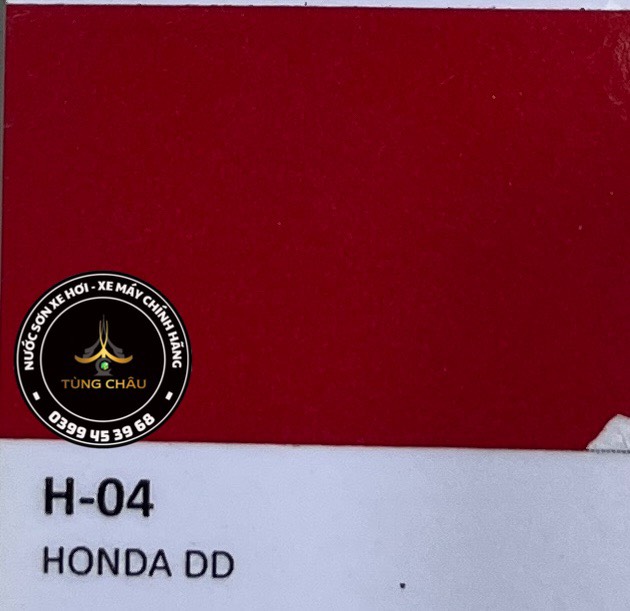 NƯỚC SƠN XE HƠI - XE MÁY CHÍNH HÃNG
TÙNG CHÂU
0399 45 39 68
H-04
HONDA DD